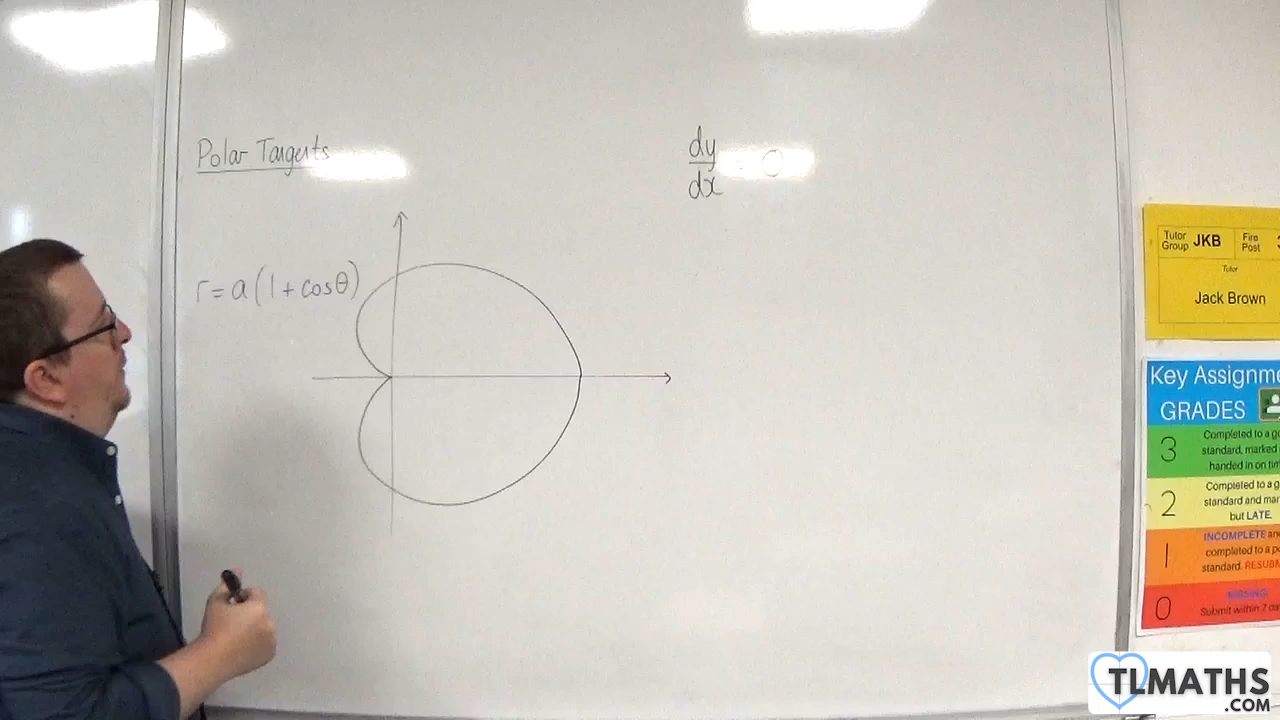 Polar Tangents
dy
dx
= 0
r = a(1 + cosθ)
Tutor Group JKB
Fire Post
Tutor
Jack Brown
Key Assignme
GRADES
3
Completed to a
standard, marked
handed in on tim
2
Completed to a g
standard and mar
but LATE.
1
INCOMPLETE an
completed to a po
standard. RESUB
0
MISSING
Submit within 7 da
TLMATHS
.COM